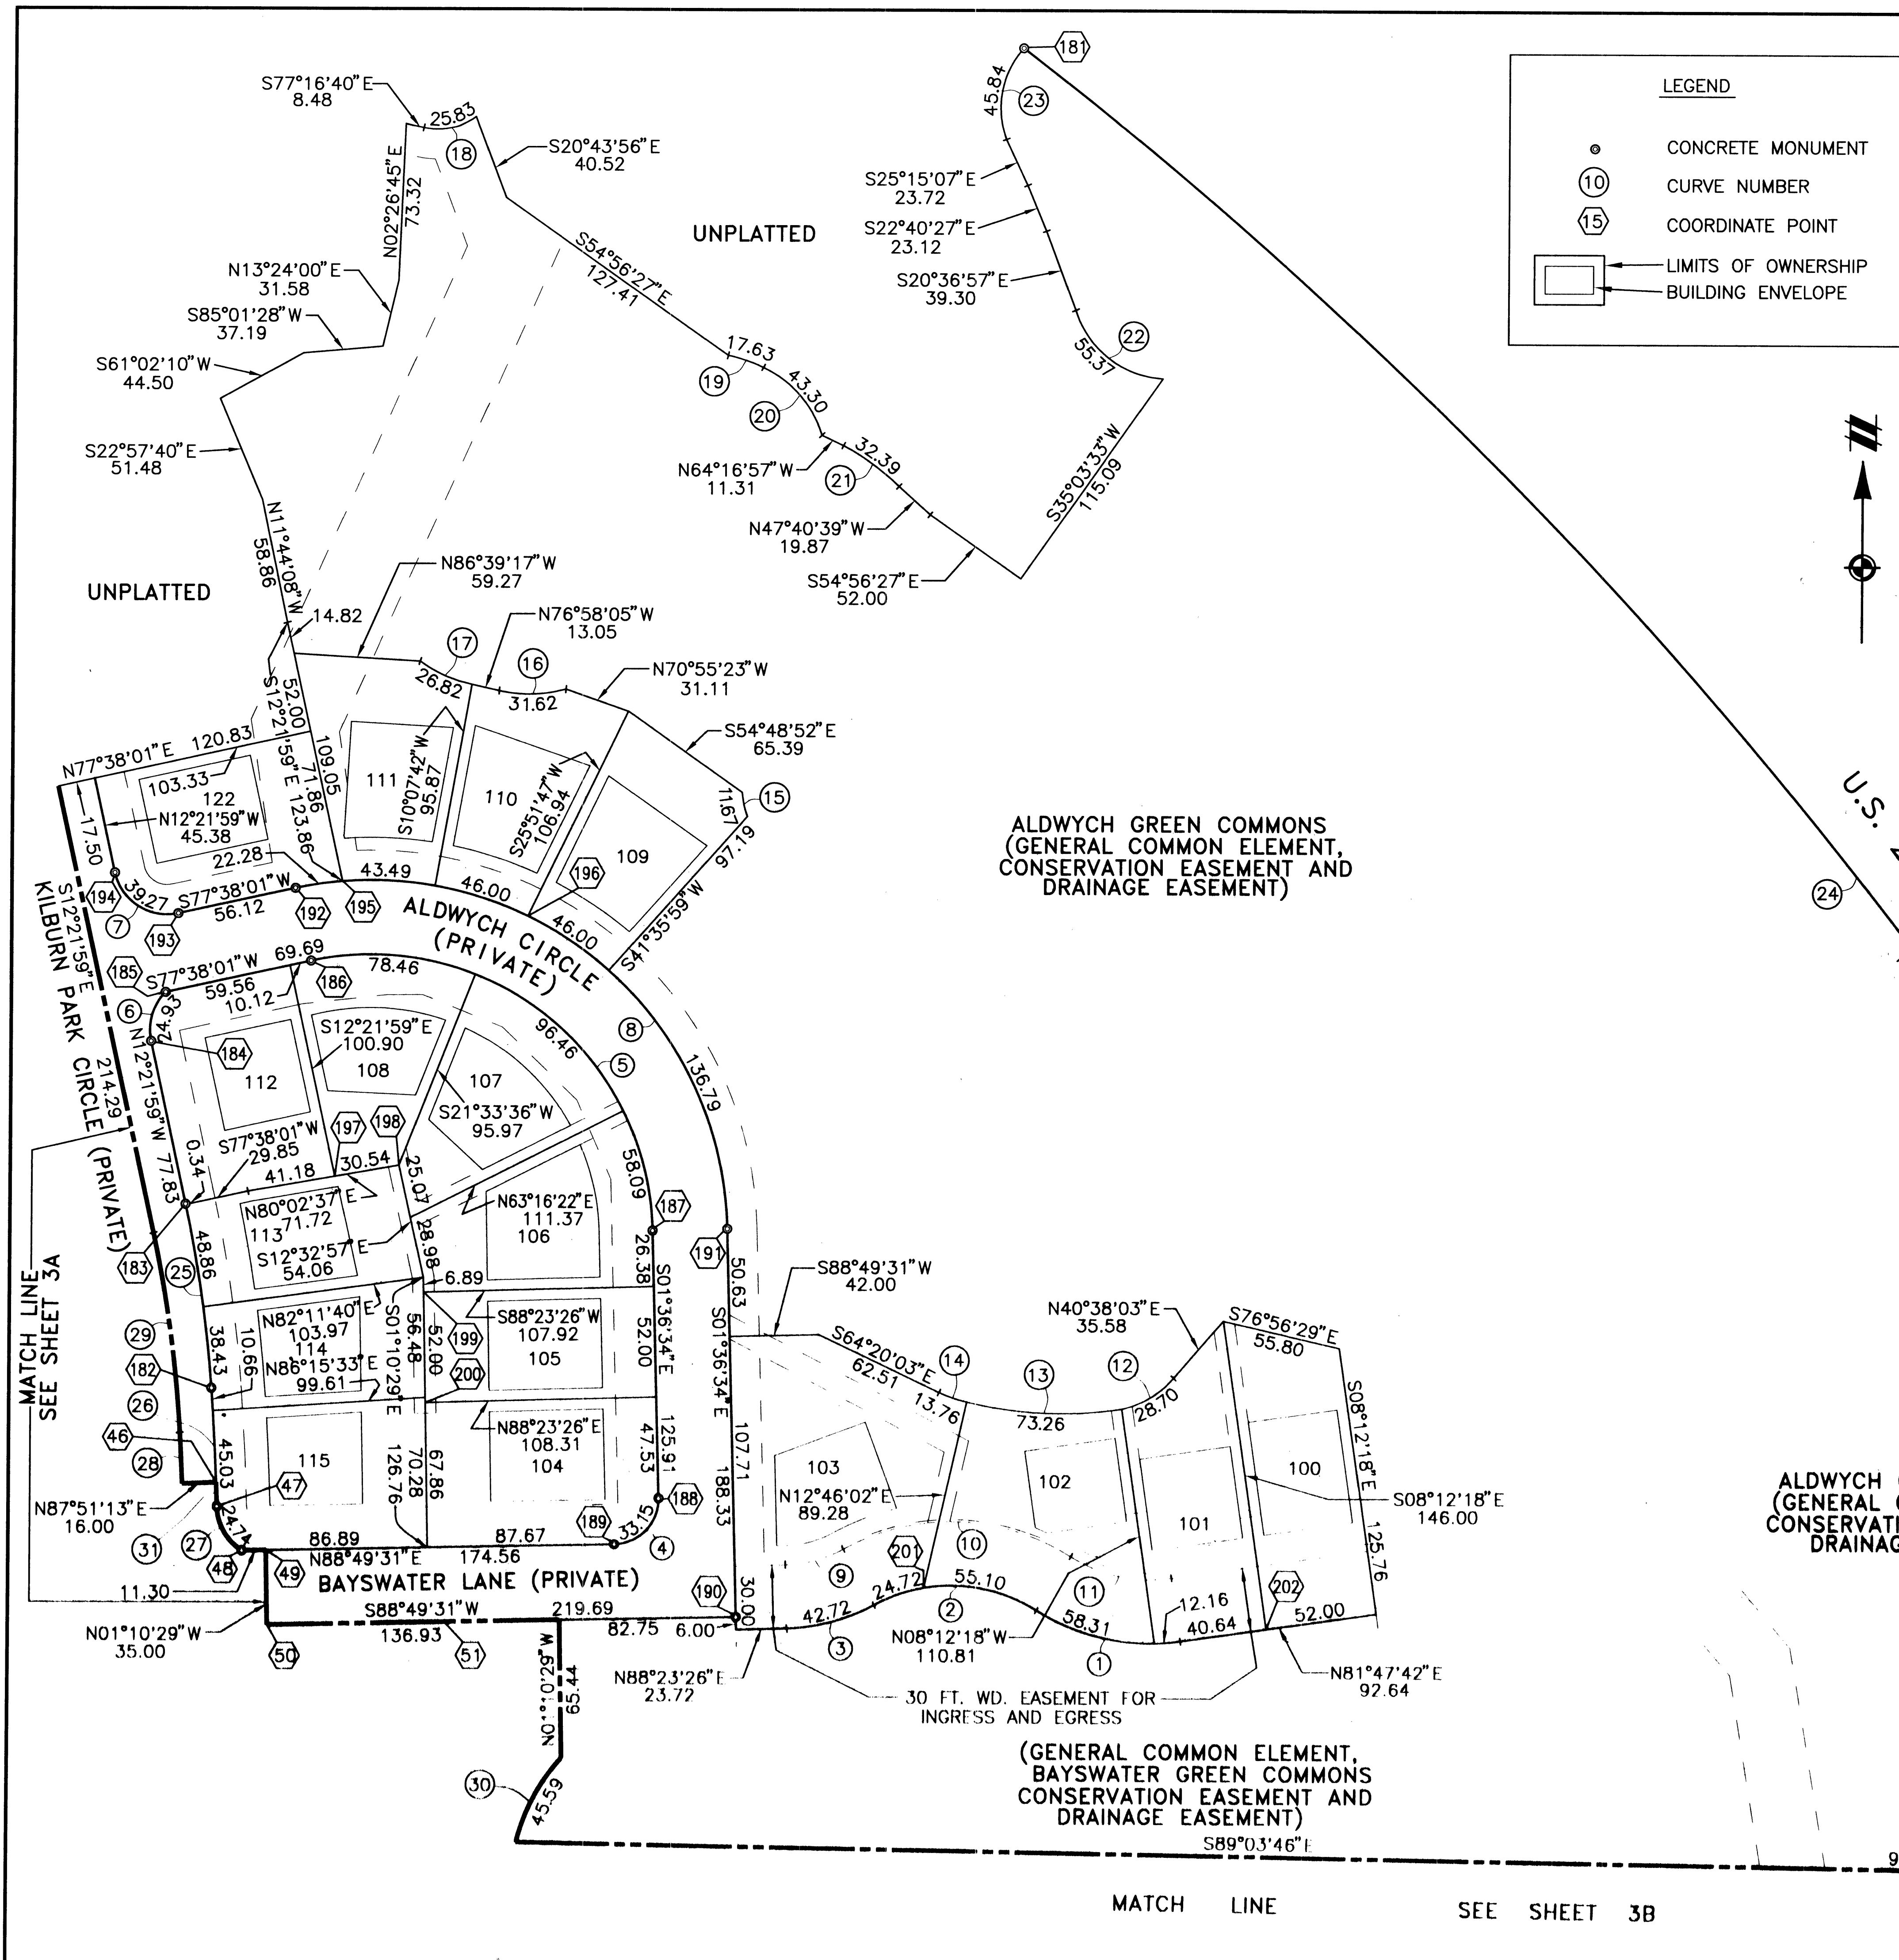 181
S77°16'40"E
8.48
25.83
18
S20°43'56"E
40.52
N02°26'45"E
73.32
N13°24'00"E
31.58
S85°01'28"W
37.19
S61°02'10"W
44.50
S22°57'40"E
51.48
N11°44'08"W
58.86
UNPLATTED
S54°56'27"E
127.41
17.63
19
43.30
20
N64°16'57"W
11.31
32.39
21
N47°40'39"W
19.87
S54°56'27"E
52.00
S35°03'33"W
115.09
45.84
23
S25°15'07"E
23.72
S22°40'27"E
23.12
S20°36'57"E
39.30
22
55.37
LEGEND
CONCRETE MONUMENT
10 CURVE NUMBER
15 COORDINATE POINT
LIMITS OF OWNERSHIP
BUILDING ENVELOPE
U.S.
24
UNPLATTED
14.82
N86°39'17"W
59.27
17
26.82
N76°58'05"W
13.05
16
31.62
N70°55'23"W
31.11
S54°48'52"E
65.39
11.67
15
97.19
S41°35'59"W
52.00
S12°21'59"E 123.86
71.86
109.05
111
S10°07'42"W
95.87
110
S25°51'47"W
106.94
109
196
N77°38'01"E 120.83
103.33
122
N12°21'59"W
45.38
17.50
22.28
194
39.27
7
193
S77°38'01"W
56.12
192
195
43.49
46.00
46.00
ALDWYCH CIRCLE
(PRIVATE)
ALDWYCH GREEN COMMONS
(GENERAL COMMON ELEMENT,
CONSERVATION EASEMENT AND
DRAINAGE EASEMENT)
S12°21'59"E
214.29
KILBURN PARK CIRCLE (PRIVATE)
185
S77°38'01"W
69.69
59.56
10.12
186
78.46
6
24.93
184
N12°21'59"W 77.83
112
S12°21'59"E
100.90
108
107
S21°33'36"W
95.97
96.46
5
8
136.79
197
198
0.34
S77°38'01"W
29.85
41.18
30.54
25.07
58.09
187
N80°02'37"E
71.72
113
S12°32'57"E
54.06
28.98
N63°16'22"E
111.37
106
26.38
191
183
48.86
25
6.89
50.63
S88°49'31"W
42.00
N82°11'40"E
103.97
114
N86°15'33"E
99.61
S01°10'29"E
126.76
56.48
52.00
S88°23'26"W
107.92
105
199
200
S01°36'34"E
125.91
52.00
S01°36'34"E
188.33
29
38.43
10.66
182
26
46
45.03
28
115
70.28
67.86
N88°23'26"E
108.31
104
47.53
107.71
47
N87°51'13"E
16.00
31
27
24.74
48
49
11.30
86.89
N88°49'31"E
174.56
87.67
189
33.15
188
4
BAYSWATER LANE (PRIVATE)
S88°49'31"W
219.69
136.93
82.75
50
51
N01°10'29"W
35.00
MATCH LINE
SEE SHEET 3A
190
30.00
6.00
N88°23'26"E
23.72
S64°20'03"E
62.51
14
13.76
13
73.26
12
28.70
N40°38'03"E
35.58
S76°56'29"E
55.80
S08°12'18"E
125.76
103
N12°46'02"E
89.28
102
101
100
S08°12'18"E
146.00
9
10
11
201
24.72
42.72
3
2
55.10
58.31
1
N08°12'18"W
110.81
12.16
40.64
202
52.00
N81°47'42"E
92.64
30 FT. WD. EASEMENT FOR
INGRESS AND EGRESS
N01°10'29"W
65.44
30
45.59
(GENERAL COMMON ELEMENT,
BAYSWATER GREEN COMMONS
CONSERVATION EASEMENT AND
DRAINAGE EASEMENT)
S89°03'46"E
ALDWYCH
(GENERAL
CONSERVATI
DRAINAG
9
MATCH LINE SEE SHEET 3B